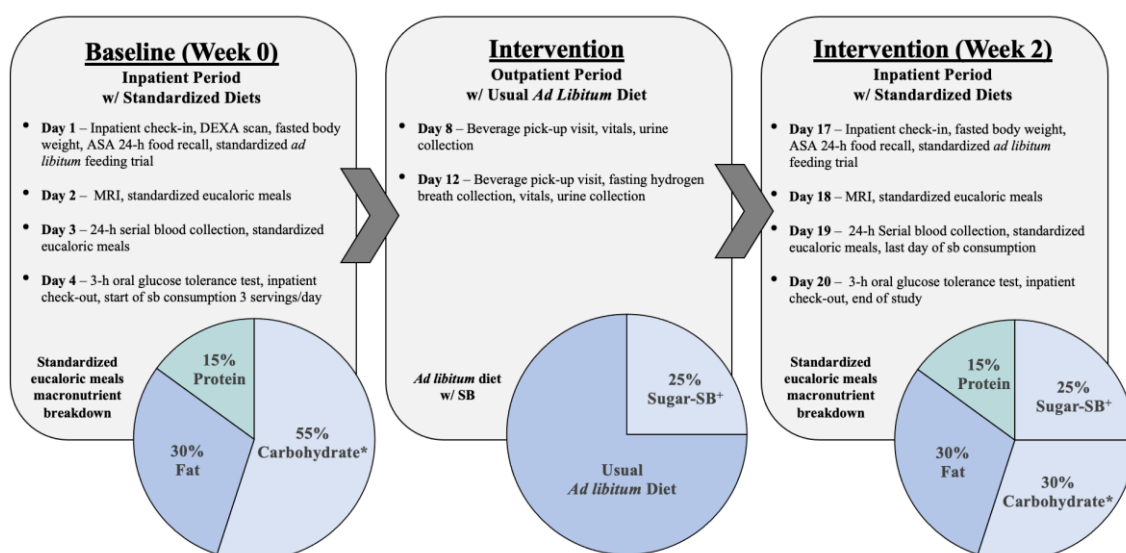 Baseline (Week 0)
Inpatient Period
w/ Standardized Diets
• Day 1 – Inpatient check-in, DEXA scan, fasted body
weight, ASA 24-h food recall, standardized ad
libitum feeding trial
• Day 2 – MRI, standardized eucaloric meals
• Day 3 – 24-h serial blood collection, standardized
eucaloric meals
• Day 4 – 3-h oral glucose tolerance test, inpatient
check-out, start of sb consumption 3 servings/day
Standardized
eucaloric meals
macronutrient
breakdown
15%
Protein
30%
Fat
55%
Carbohydrate*
Intervention
Outpatient Period
w/ Usual Ad Libitum Diet
• Day 8 – Beverage pick-up visit, vitals, urine
collection
• Day 12 – Beverage pick-up visit, fasting hydrogen
breath collection, vitals, urine collection
Ad libitum diet
w/ SB
25%
Sugar-SB⁺
Usual
Ad libitum Diet
Intervention (Week 2)
Inpatient Period
w/ Standardized Diets
• Day 17 – Inpatient check-in, fasted body weight,
ASA 24-h food recall, standardized ad libitum
feeding trial
• Day 18 – MRI, standardized eucaloric meals
• Day 19 – 24-h Serial blood collection, standardized
eucaloric meals, last day of sb consumption
• Day 20 – 3-h oral glucose tolerance test, inpatient
check-out, end of study
Standardized
eucaloric meals
macronutrient
breakdown
15%
Protein
25%
Sugar-SB⁺
30%
Fat
30%
Carbohydrate*